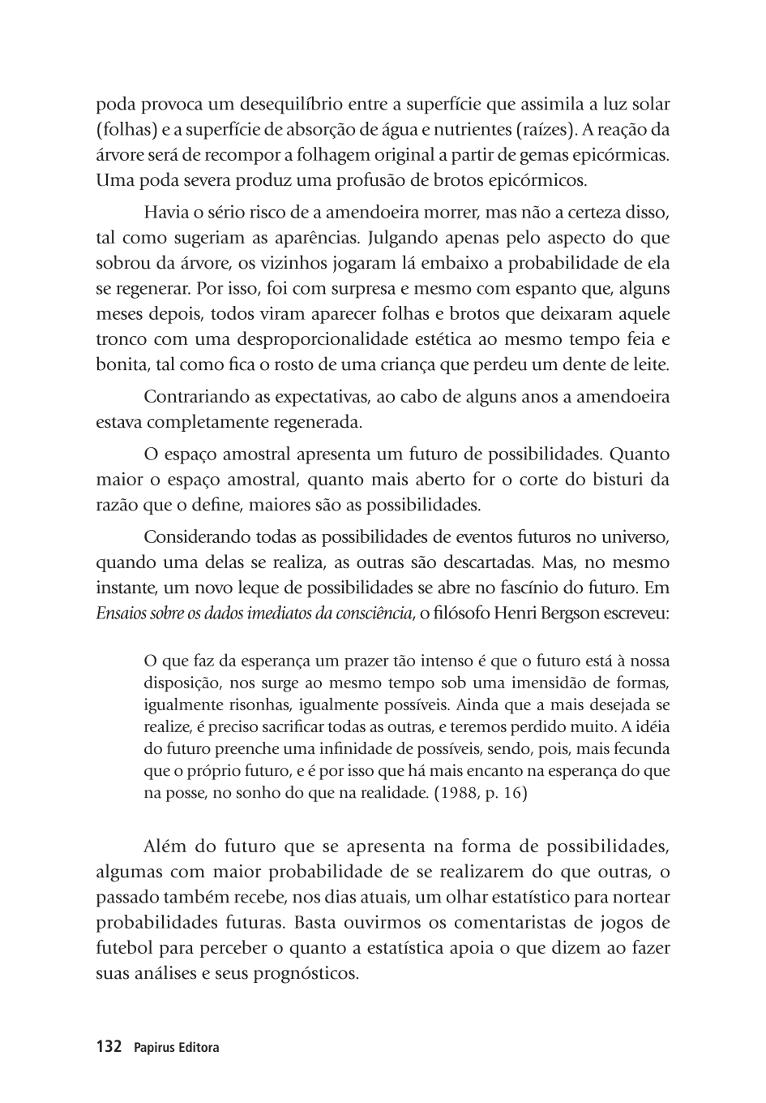 poda provoca um desequilíbrio entre a superfície que assimila a luz solar
(folhas) e a superfície de absorção de água e nutrientes (raízes). A reação da
árvore será de recompor a folhagem original a partir de gemas epicórmicas.
Uma poda severa produz uma profusão de brotos epicórmicos.
Havia o sério risco de a amendoeira morrer, mas não a certeza disso,
tal como sugeriam as aparências. Julgando apenas pelo aspecto do que
sobrou da árvore, os vizinhos jogaram lá embaixo a probabilidade de ela
se regenerar. Por isso, foi com surpresa e mesmo com espanto que, alguns
meses depois, todos viram aparecer folhas e brotos que deixaram aquele
tronco com uma desproporcionalidade estética ao mesmo tempo feia e
bonita, tal como fica o rosto de uma criança que perdeu um dente de leite.
Contrariando as expectativas, ao cabo de alguns anos a amendoeira
estava completamente regenerada.
O espaço amostral apresenta um futuro de possibilidades. Quanto
maior o espaço amostral, quanto mais aberto for o corte do bisturi da
razão que o define, maiores são as possibilidades.
Considerando todas as possibilidades de eventos futuros no universo,
quando uma delas se realiza, as outras são descartadas. Mas, no mesmo
instante, um novo leque de possibilidades se abre no fascínio do futuro. Em
Ensaios sobre os dados imediatos da consciência, o filósofo Henri Bergson escreveu:
O que faz da esperança um prazer tão intenso é que o futuro está à nossa
disposição, nos surge ao mesmo tempo sob uma imensidão de formas,
igualmente risonhas, igualmente possíveis. Ainda que a mais desejada se
realize, é preciso sacrificar todas as outras, e teremos perdido muito. A idéia
do futuro preenche uma infinidade de possíveis, sendo, pois, mais fecunda
que o próprio futuro, e é por isso que há mais encanto na esperança do que
na posse, no sonho do que na realidade. (1988, p. 16)
Além do futuro que se apresenta na forma de possibilidades,
algumas com maior probabilidade de se realizarem do que outras, o
passado também recebe, nos dias atuais, um olhar estatístico para nortear
probabilidades futuras. Basta ouvirmos os comentaristas de jogos de
futebol para perceber o quanto a estatística apoia o que dizem ao fazer
suas análises e seus prognósticos.
132 Papirus Editora